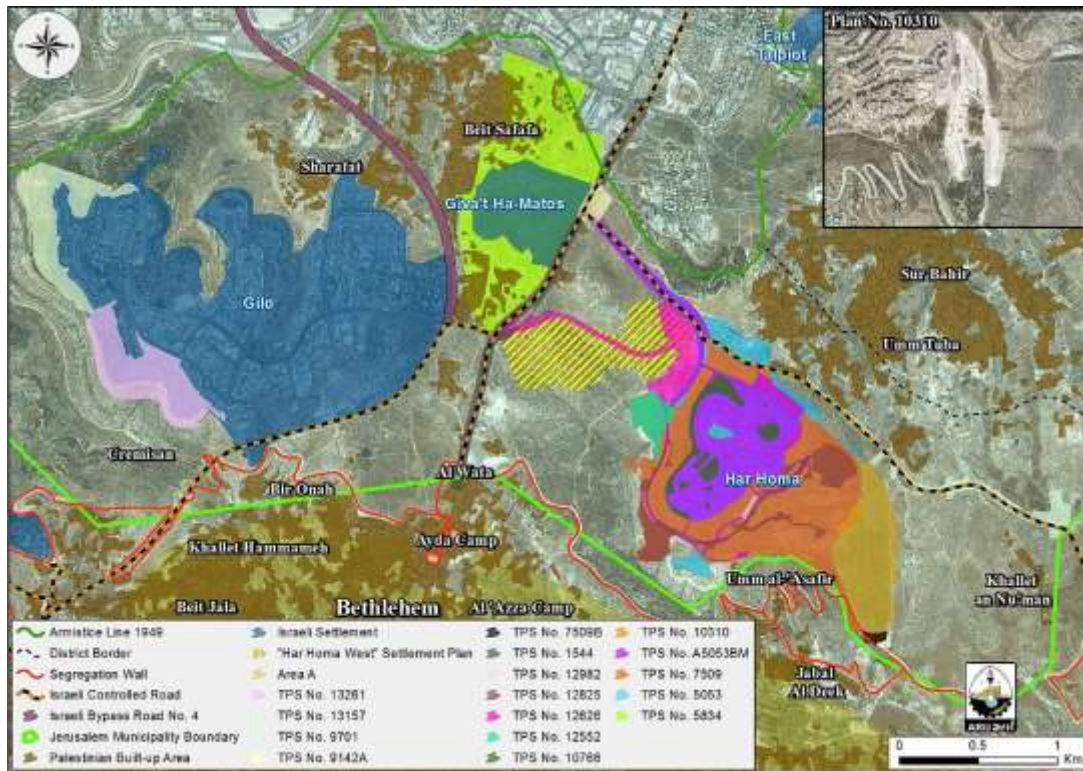 Plan No. 10310
East
Talpiot
Beit Safafa
Sharafat
Giva't Ha-Matos
Sur Bahir
Gilo
Umm Tuba
Cremisan
Al Wata
Har Homa
Bir Onah
Ayda Camp
Khallet Hammameh
Umm al-'Asafir
Khallet
an Nu'man
Beit Jala
Bethlehem
Al 'Azza Camp
Jabal
Al Deek
Armistice Line 1949
District Border
Segregation Wall
Israeli Controlled Road
Israeli Bypass Road No. 4
Jerusalem Municipality Boundary
Palestinian Built-up Area
Israeli Settlement
"Har Homa West" Settlement Plan
Area A
TPS No. 13261
TPS No. 13157
TPS No. 9701
TPS No. 9142A
TPS No. 7509B
TPS No. 1544
TPS No. 12982
TPS No. 12825
TPS No. 12826
TPS No. 12552
TPS No. 10768
TPS No. 10310
TPS No. A5053BM
TPS No. 7509
TPS No. 5053
TPS No. 5834
0 0.5 1
Km